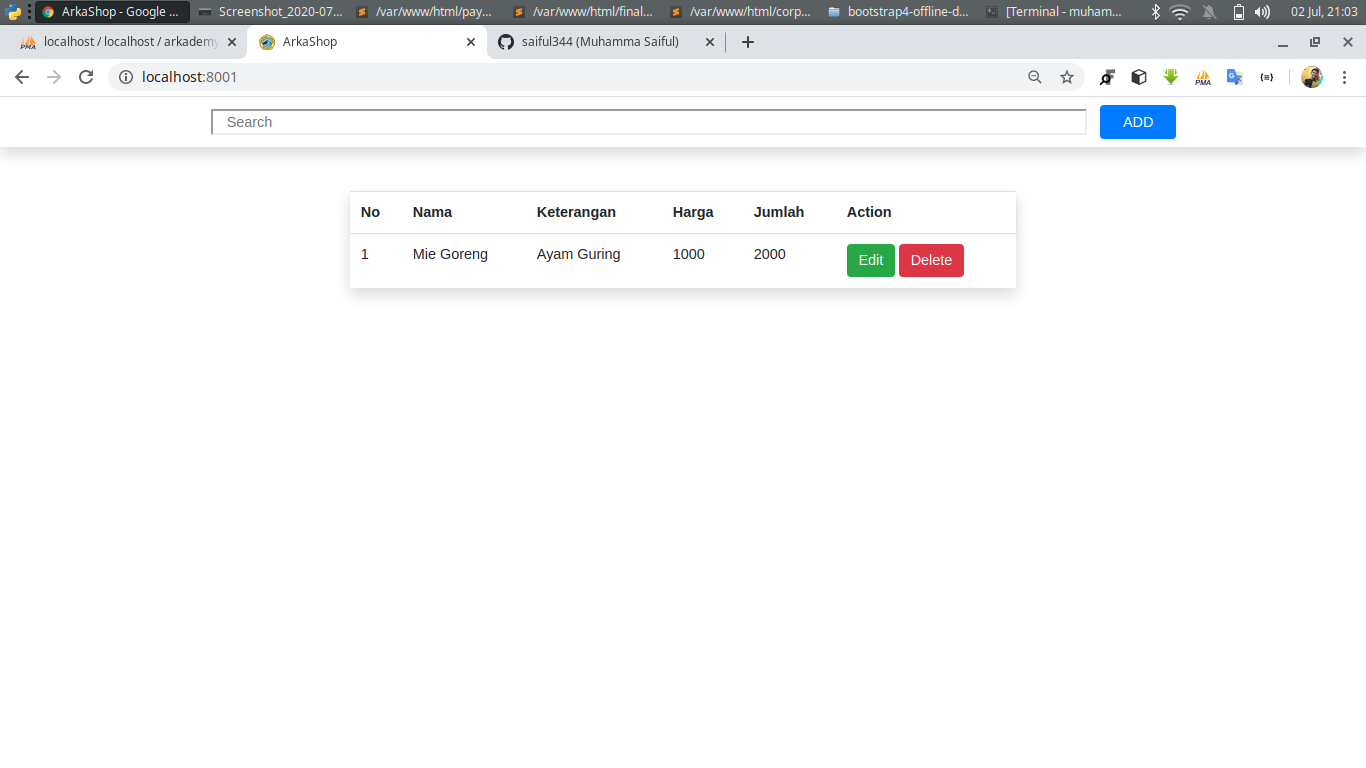 ArkaShop - Google ... Screenshot_2020-07... /var/www/html/pay... /var/www/html/final... /var/www/html/corp... bootstrap4-offline-d... [Terminal - muham... 02 Jul, 21:03
PMA localhost / localhost / arkademy ArkaShop saiful344 (Muhamma Saiful)
localhost:8001 PMA
Search ADD
No Nama Keterangan Harga Jumlah Action
1 Mie Goreng Ayam Guring 1000 2000 Edit Delete